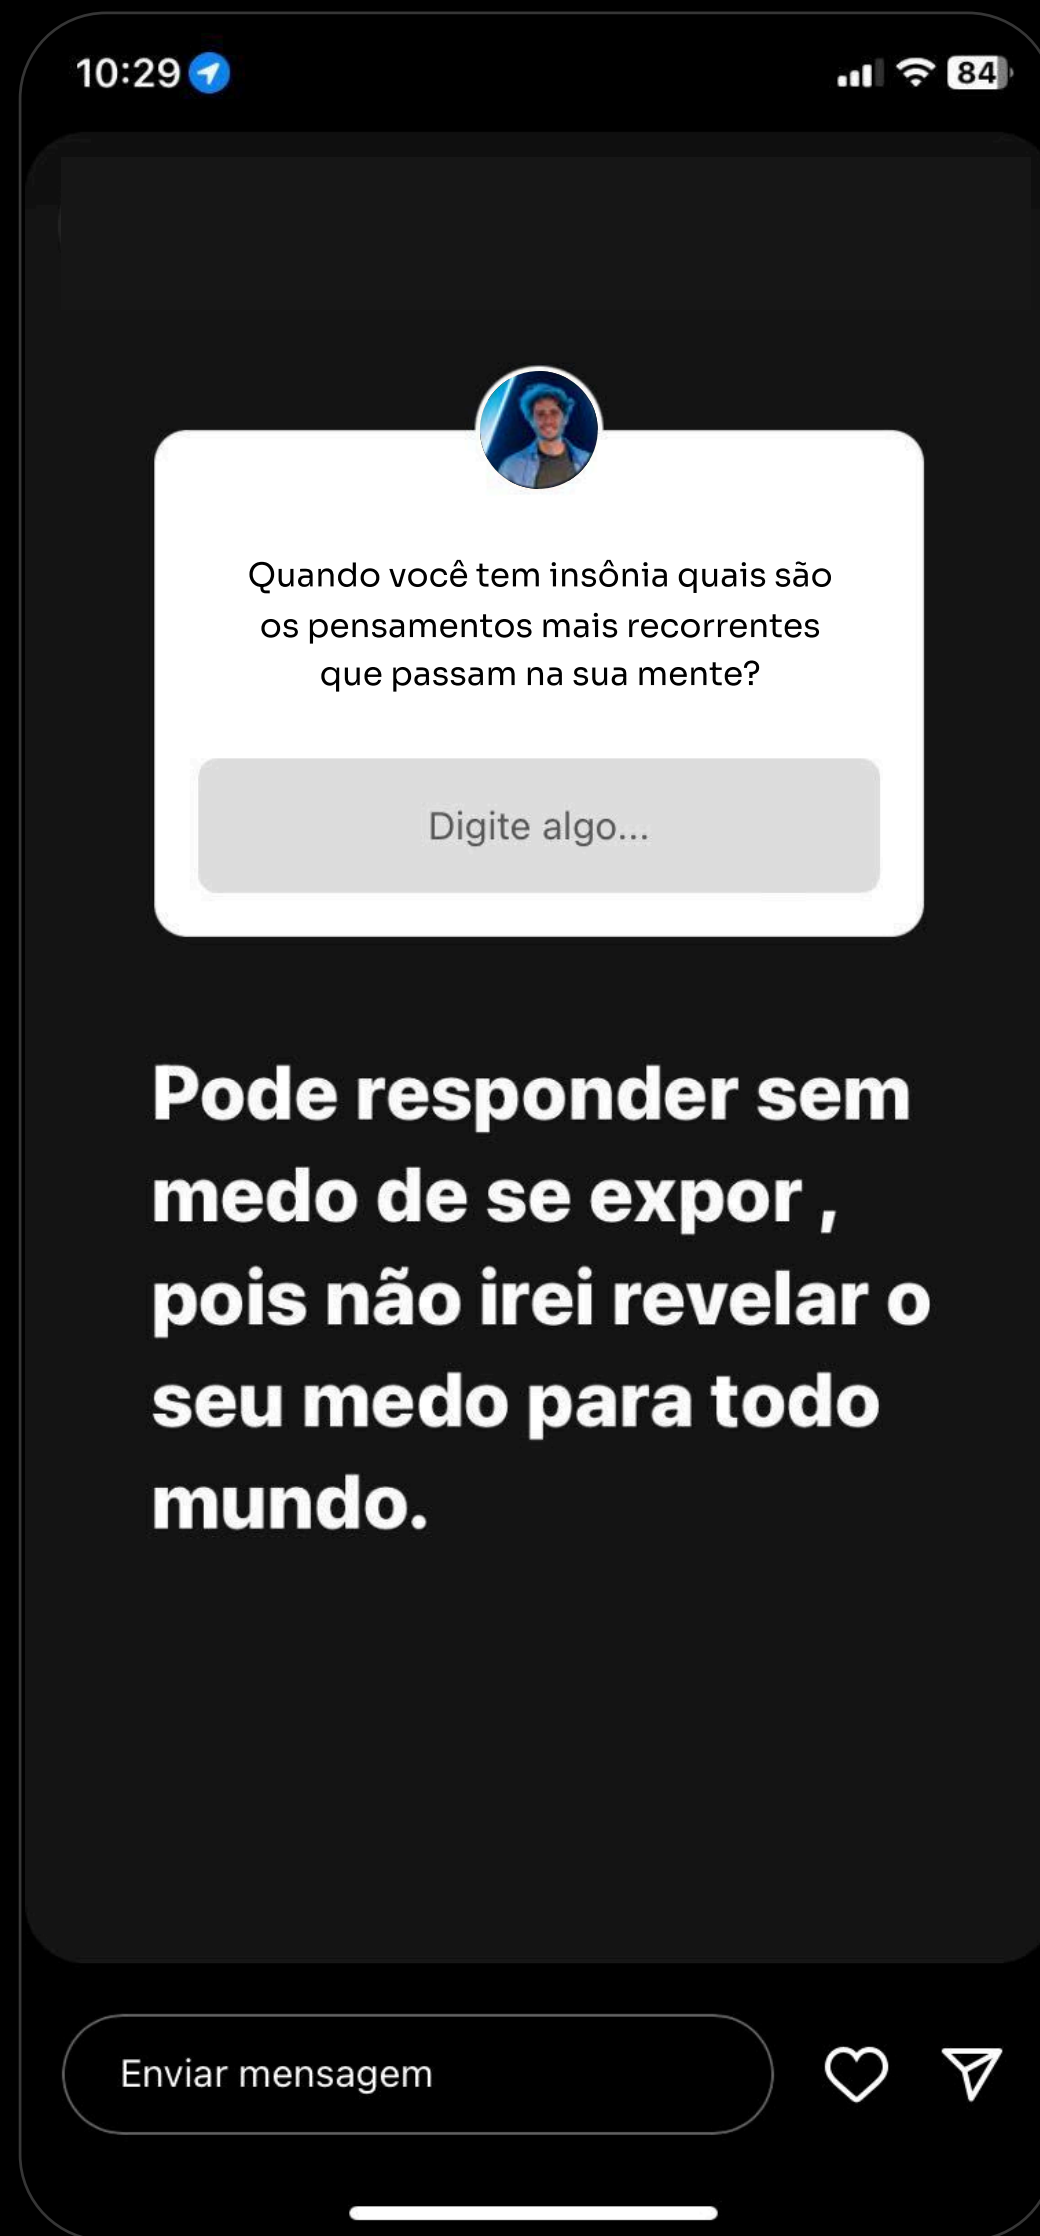 10:29
84
Quando você tem insônia quais são
os pensamentos mais recorrentes
que passam na sua mente?
Digite algo...
Pode responder sem
medo de se expor ,
pois não irei revelar o
seu medo para todo
mundo.
Enviar mensagem